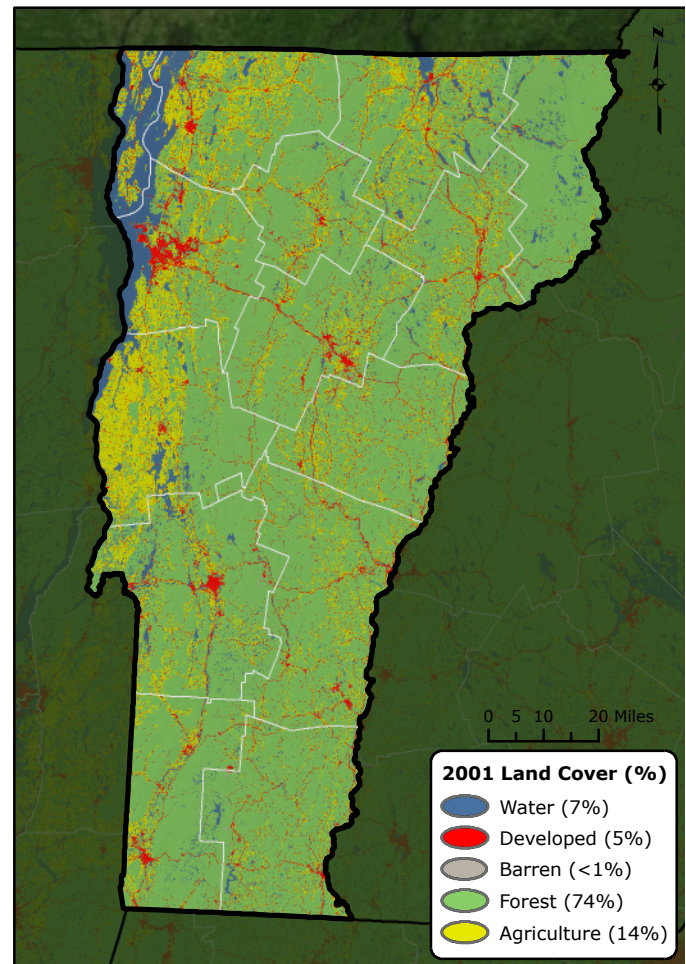 N
0 5 10 20 Miles
2001 Land Cover (%)
Water (7%)
Developed (5%)
Barren (<1%)
Forest (74%)
Agriculture (14%)